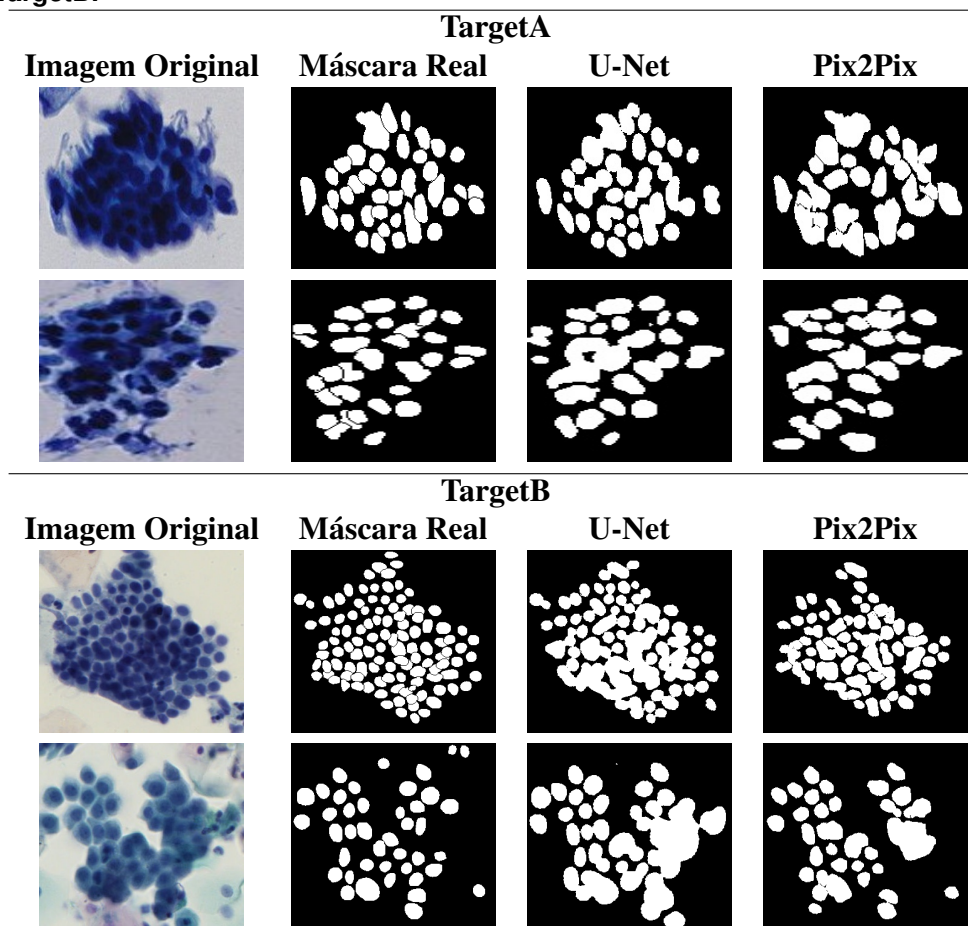 TargetA
Imagem Original Máscara Real U-Net Pix2Pix
TargetB
Imagem Original Máscara Real U-Net Pix2Pix